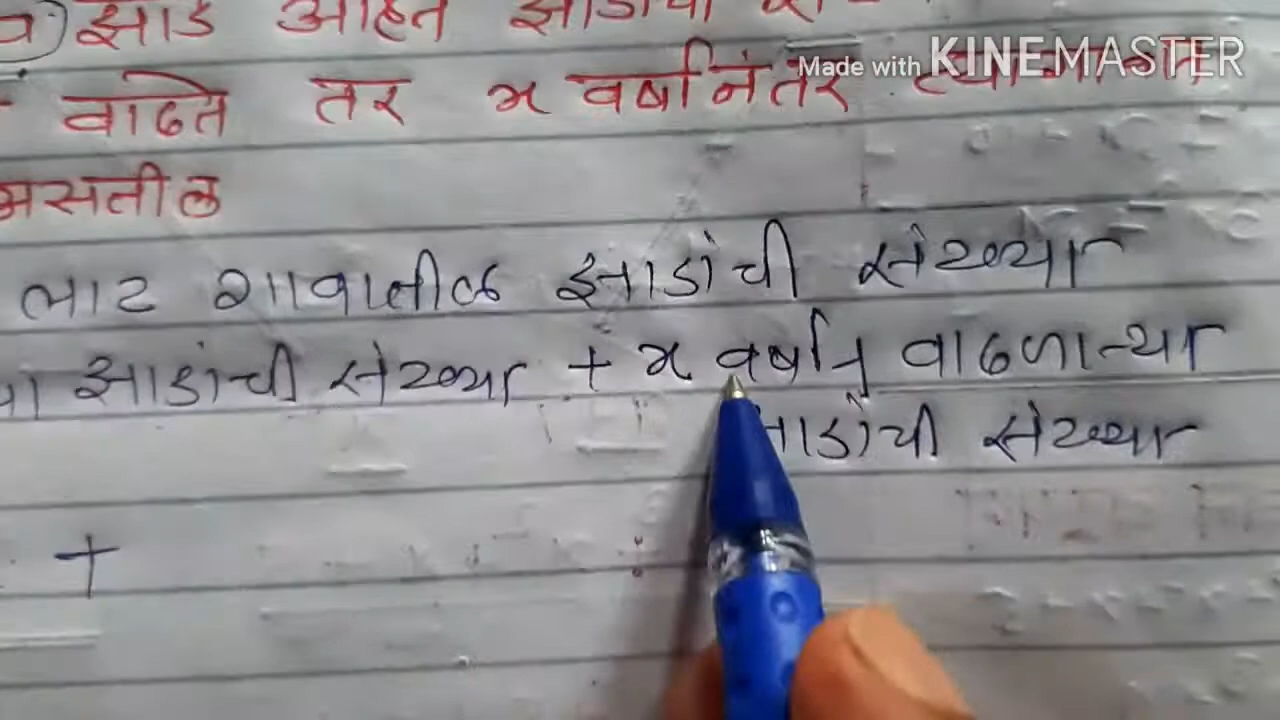 झाडे आहेत झाडांची
Made with KINEMASTER
वाढते तर x वर्षानंतर त्या
असतील
लाट गावातील झाडांची संख्या
झाडांची संख्या + x वर्षात वाढणाऱ्या
झाडांची संख्या
+